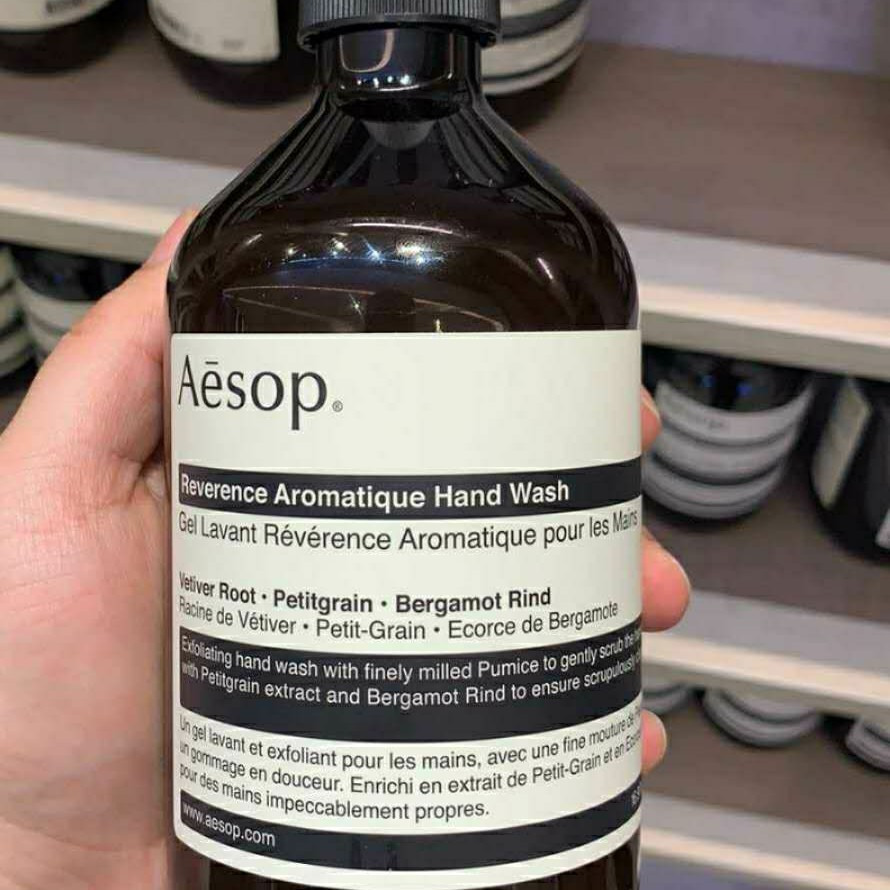 Aēsop.®
Reverence Aromatique Hand Wash
Gel Lavant Révérence Aromatique pour les Mains
Vetiver Root · Petitgrain · Bergamot Rind
Racine de Vétiver · Petit-Grain · Ecorce de Bergamote
Exfoliating hand wash with finely milled Pumice to gently scrub the
with Petitgrain extract and Bergamot Rind to ensure scrupulously
Un gel lavant et exfoliant pour les mains, avec une fine mouture de
un gommage en douceur. Enrichi en extrait de Petit-Grain et en
pour des mains impeccablement propres.
www.aesop.com